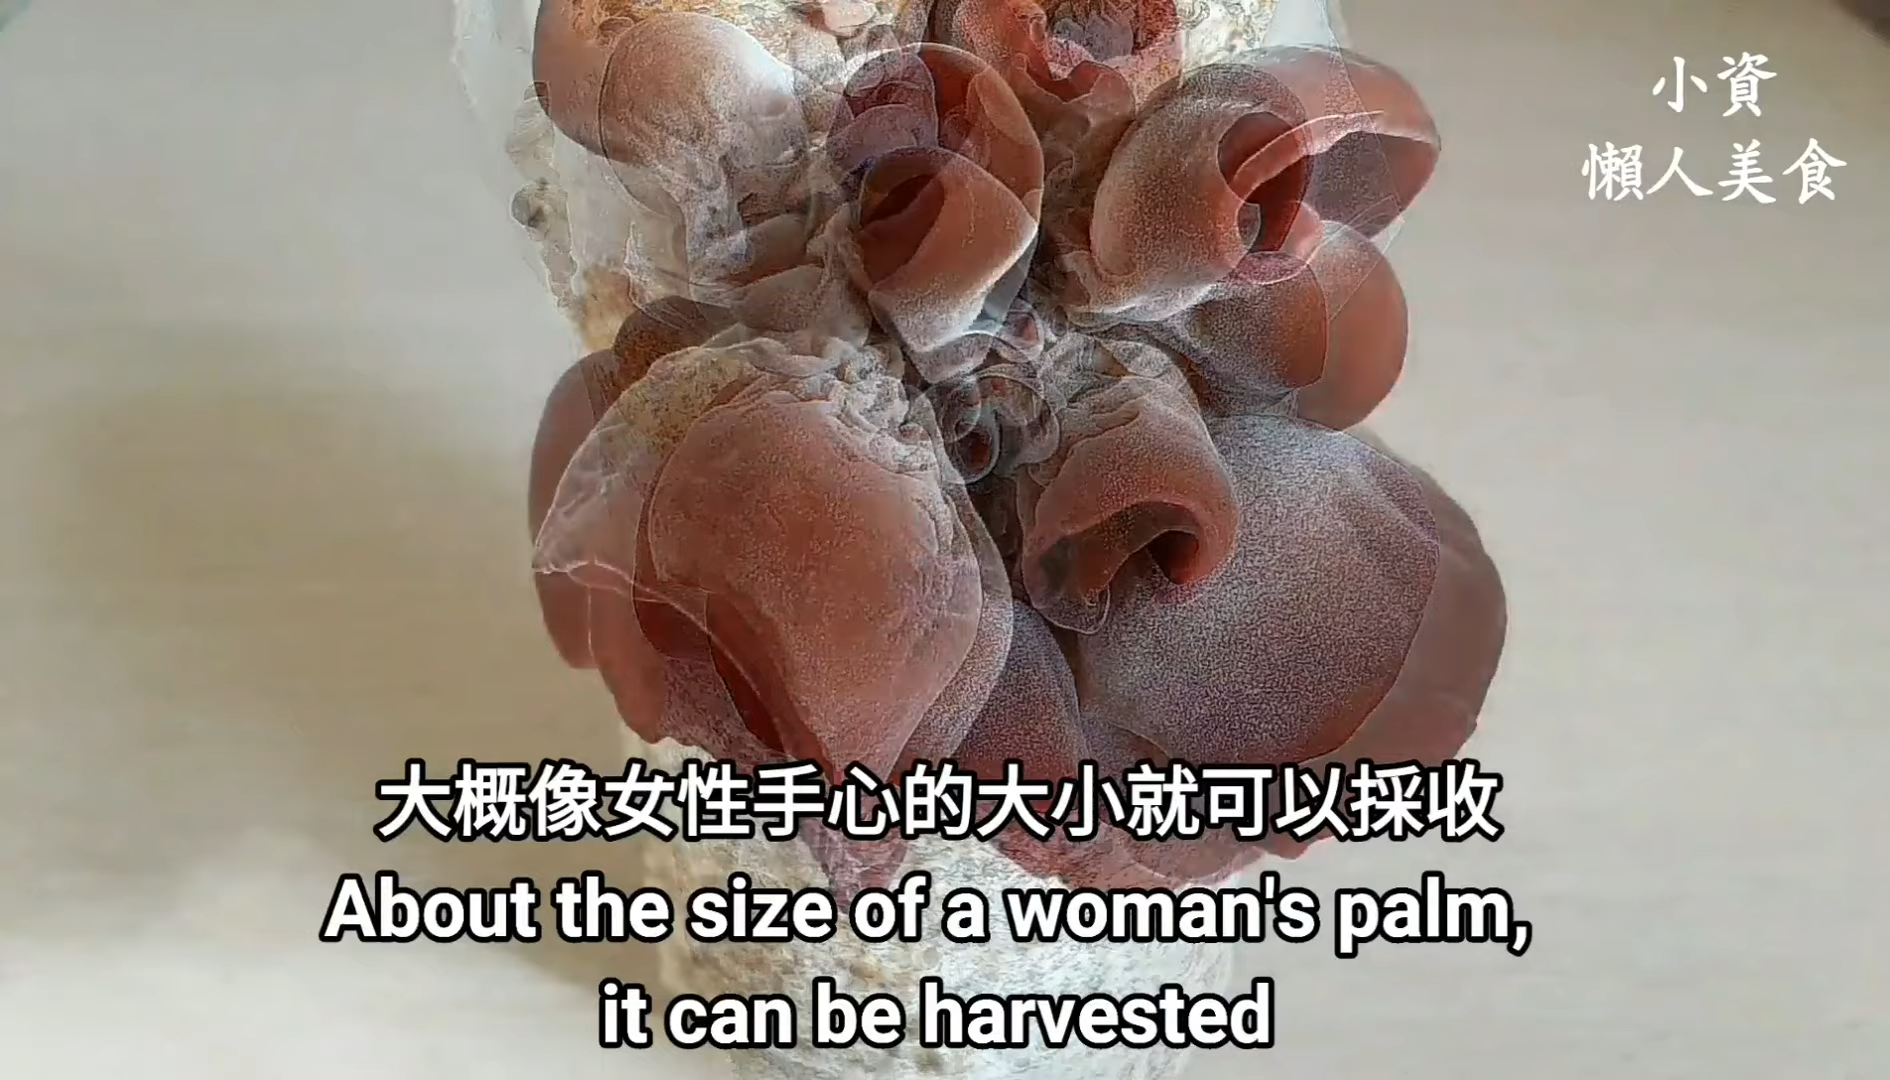 小資
懶人美食
大概像女性手心的大小就可以採收
About the size of a woman's palm,
it can be harvested